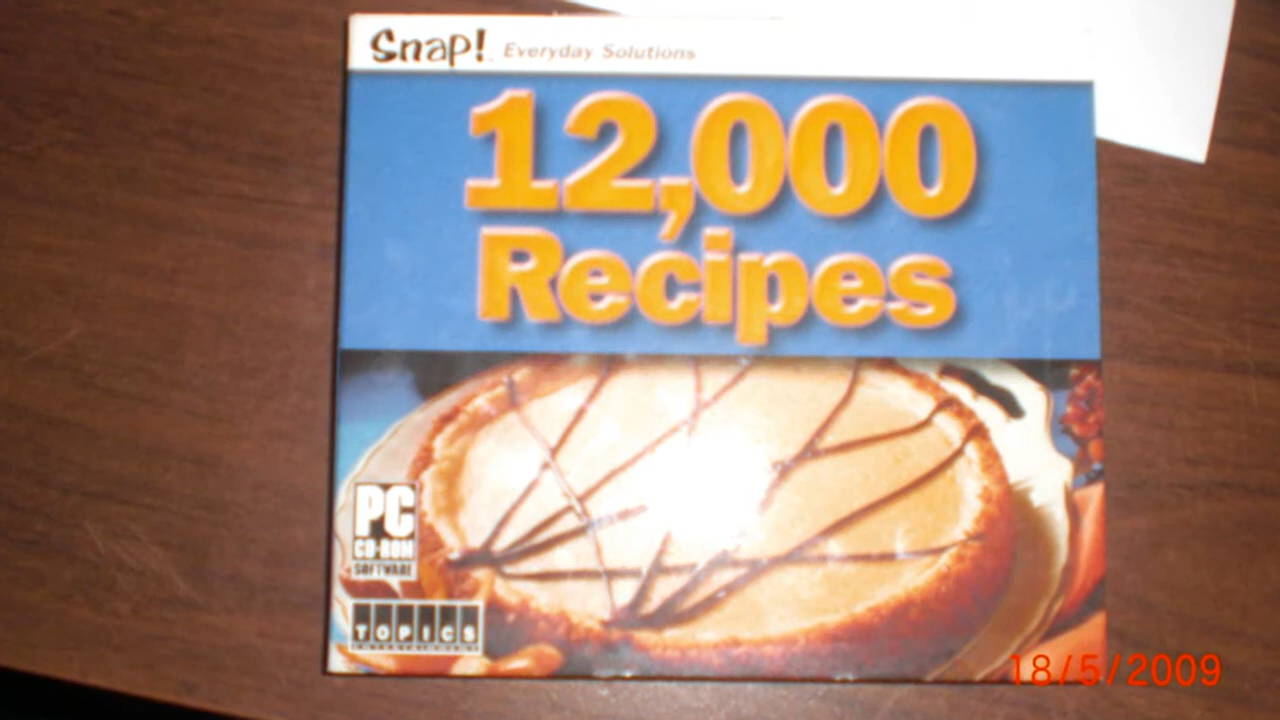 Snap! Everyday Solutions
12,000
Recipes
PC
CD-ROM
SOFTWARE
TOPICS
18/5/2009